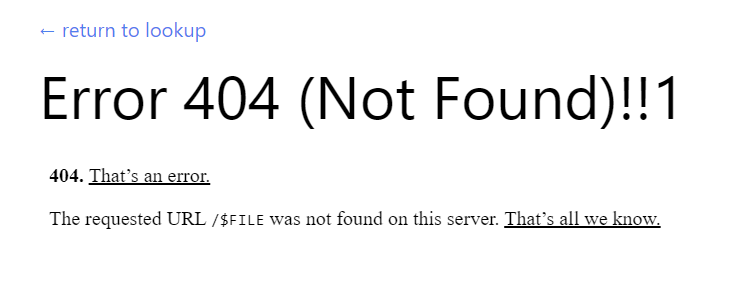 ← return to lookup
Error 404 (Not Found)!!1
404. That’s an error.
The requested URL /$FILE was not found on this server. That’s all we know.